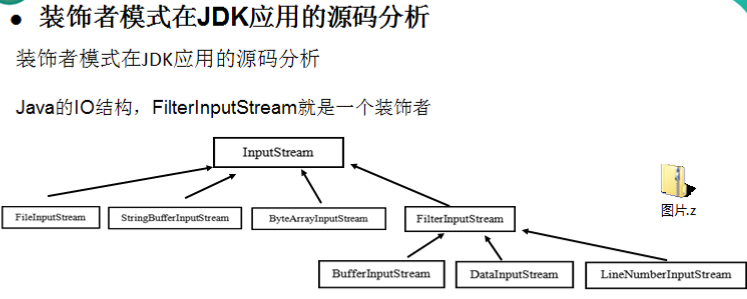 ● 装饰者模式在JDK应用的源码分析
装饰者模式在JDK应用的源码分析
Java的IO结构，FilterInputStream就是一个装饰者
InputStream
FileInputStream
StringBufferInputStream
ByteArrayInputStream
FilterInputStream
图片.z
BufferInputStream
DataInputStream
LineNumberInputStream